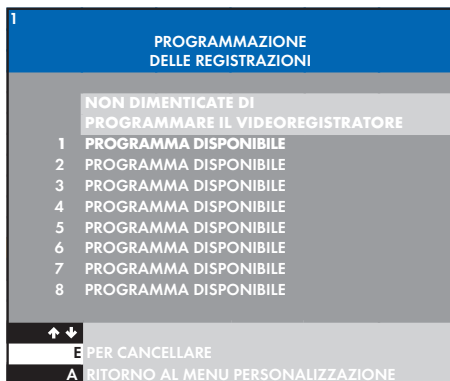 1
PROGRAMMAZIONE
DELLE REGISTRAZIONI
NON DIMENTICATE DI
PROGRAMMARE IL VIDEOREGISTRATORE
1 PROGRAMMA DISPONIBILE
2 PROGRAMMA DISPONIBILE
3 PROGRAMMA DISPONIBILE
4 PROGRAMMA DISPONIBILE
5 PROGRAMMA DISPONIBILE
6 PROGRAMMA DISPONIBILE
7 PROGRAMMA DISPONIBILE
8 PROGRAMMA DISPONIBILE
↑ ↓
E PER CANCELLARE
A RITORNO AL MENU PERSONALIZZAZIONE